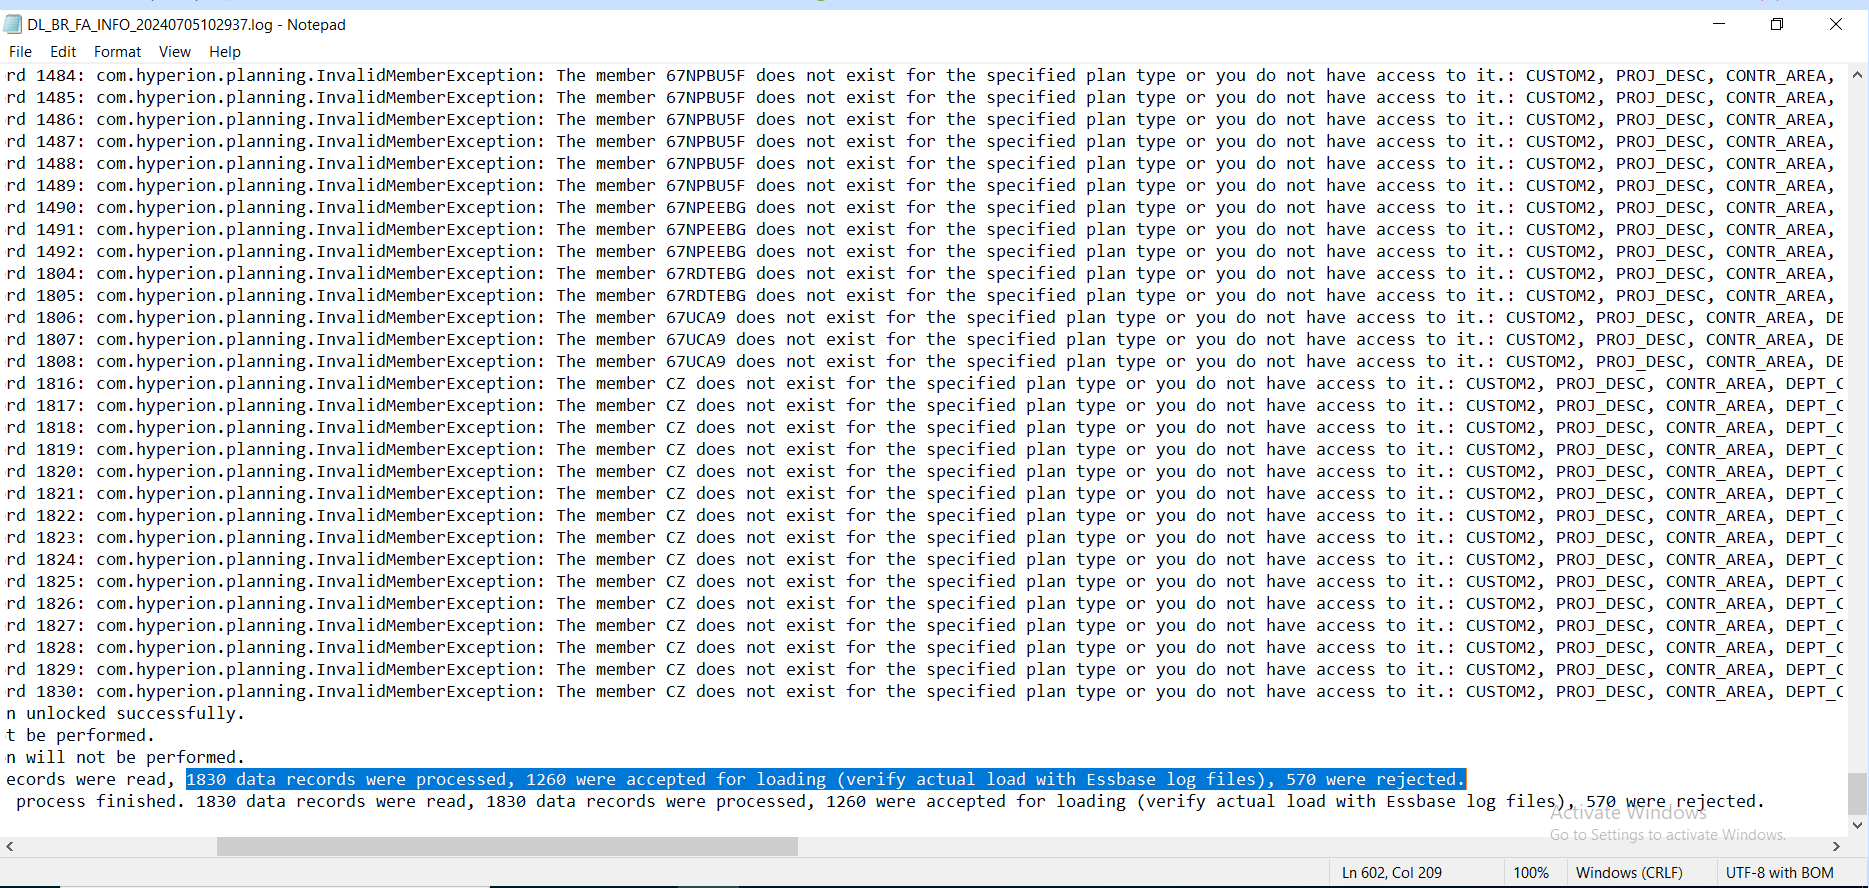 DL_BR_FA_INFO_20240705102937.log - Notepad
File Edit Format View Help
rd 1484: com.hyperion.planning.InvalidMemberException: The member 67NPBU5F does not exist for the specified plan type or you do not have access to it.: CUSTOM2, PROJ_DESC, CONTR_AREA,
rd 1485: com.hyperion.planning.InvalidMemberException: The member 67NPBU5F does not exist for the specified plan type or you do not have access to it.: CUSTOM2, PROJ_DESC, CONTR_AREA,
rd 1486: com.hyperion.planning.InvalidMemberException: The member 67NPBU5F does not exist for the specified plan type or you do not have access to it.: CUSTOM2, PROJ_DESC, CONTR_AREA,
rd 1487: com.hyperion.planning.InvalidMemberException: The member 67NPBU5F does not exist for the specified plan type or you do not have access to it.: CUSTOM2, PROJ_DESC, CONTR_AREA,
rd 1488: com.hyperion.planning.InvalidMemberException: The member 67NPBU5F does not exist for the specified plan type or you do not have access to it.: CUSTOM2, PROJ_DESC, CONTR_AREA,
rd 1489: com.hyperion.planning.InvalidMemberException: The member 67NPBU5F does not exist for the specified plan type or you do not have access to it.: CUSTOM2, PROJ_DESC, CONTR_AREA,
rd 1490: com.hyperion.planning.InvalidMemberException: The member 67NPEEBG does not exist for the specified plan type or you do not have access to it.: CUSTOM2, PROJ_DESC, CONTR_AREA,
rd 1491: com.hyperion.planning.InvalidMemberException: The member 67NPEEBG does not exist for the specified plan type or you do not have access to it.: CUSTOM2, PROJ_DESC, CONTR_AREA,
rd 1492: com.hyperion.planning.InvalidMemberException: The member 67NPEEBG does not exist for the specified plan type or you do not have access to it.: CUSTOM2, PROJ_DESC, CONTR_AREA,
rd 1804: com.hyperion.planning.InvalidMemberException: The member 67RDTEBG does not exist for the specified plan type or you do not have access to it.: CUSTOM2, PROJ_DESC, CONTR_AREA,
rd 1805: com.hyperion.planning.InvalidMemberException: The member 67RDTEBG does not exist for the specified plan type or you do not have access to it.: CUSTOM2, PROJ_DESC, CONTR_AREA,
rd 1806: com.hyperion.planning.InvalidMemberException: The member 67UCA9 does not exist for the specified plan type or you do not have access to it.: CUSTOM2, PROJ_DESC, CONTR_AREA, DE
rd 1807: com.hyperion.planning.InvalidMemberException: The member 67UCA9 does not exist for the specified plan type or you do not have access to it.: CUSTOM2, PROJ_DESC, CONTR_AREA, DE
rd 1808: com.hyperion.planning.InvalidMemberException: The member 67UCA9 does not exist for the specified plan type or you do not have access to it.: CUSTOM2, PROJ_DESC, CONTR_AREA, DE
rd 1816: com.hyperion.planning.InvalidMemberException: The member CZ does not exist for the specified plan type or you do not have access to it.: CUSTOM2, PROJ_DESC, CONTR_AREA, DEPT_C
rd 1817: com.hyperion.planning.InvalidMemberException: The member CZ does not exist for the specified plan type or you do not have access to it.: CUSTOM2, PROJ_DESC, CONTR_AREA, DEPT_C
rd 1818: com.hyperion.planning.InvalidMemberException: The member CZ does not exist for the specified plan type or you do not have access to it.: CUSTOM2, PROJ_DESC, CONTR_AREA, DEPT_C
rd 1819: com.hyperion.planning.InvalidMemberException: The member CZ does not exist for the specified plan type or you do not have access to it.: CUSTOM2, PROJ_DESC, CONTR_AREA, DEPT_C
rd 1820: com.hyperion.planning.InvalidMemberException: The member CZ does not exist for the specified plan type or you do not have access to it.: CUSTOM2, PROJ_DESC, CONTR_AREA, DEPT_C
rd 1821: com.hyperion.planning.InvalidMemberException: The member CZ does not exist for the specified plan type or you do not have access to it.: CUSTOM2, PROJ_DESC, CONTR_AREA, DEPT_C
rd 1822: com.hyperion.planning.InvalidMemberException: The member CZ does not exist for the specified plan type or you do not have access to it.: CUSTOM2, PROJ_DESC, CONTR_AREA, DEPT_C
rd 1823: com.hyperion.planning.InvalidMemberException: The member CZ does not exist for the specified plan type or you do not have access to it.: CUSTOM2, PROJ_DESC, CONTR_AREA, DEPT_C
rd 1824: com.hyperion.planning.InvalidMemberException: The member CZ does not exist for the specified plan type or you do not have access to it.: CUSTOM2, PROJ_DESC, CONTR_AREA, DEPT_C
rd 1825: com.hyperion.planning.InvalidMemberException: The member CZ does not exist for the specified plan type or you do not have access to it.: CUSTOM2, PROJ_DESC, CONTR_AREA, DEPT_C
rd 1826: com.hyperion.planning.InvalidMemberException: The member CZ does not exist for the specified plan type or you do not have access to it.: CUSTOM2, PROJ_DESC, CONTR_AREA, DEPT_C
rd 1827: com.hyperion.planning.InvalidMemberException: The member CZ does not exist for the specified plan type or you do not have access to it.: CUSTOM2, PROJ_DESC, CONTR_AREA, DEPT_C
rd 1828: com.hyperion.planning.InvalidMemberException: The member CZ does not exist for the specified plan type or you do not have access to it.: CUSTOM2, PROJ_DESC, CONTR_AREA, DEPT_C
rd 1829: com.hyperion.planning.InvalidMemberException: The member CZ does not exist for the specified plan type or you do not have access to it.: CUSTOM2, PROJ_DESC, CONTR_AREA, DEPT_C
rd 1830: com.hyperion.planning.InvalidMemberException: The member CZ does not exist for the specified plan type or you do not have access to it.: CUSTOM2, PROJ_DESC, CONTR_AREA, DEPT_C
n unlocked successfully.
t be performed.
n will not be performed.
ecords were read, 1830 data records were processed, 1260 were accepted for loading (verify actual load with Essbase log files), 570 were rejected.
process finished. 1830 data records were read, 1830 data records were processed, 1260 were accepted for loading (verify actual load with Essbase log files), 570 were rejected.
Activate Windows
Go to Settings to activate Windows.
Ln 602, Col 209 100% Windows (CRLF) UTF-8 with BOM